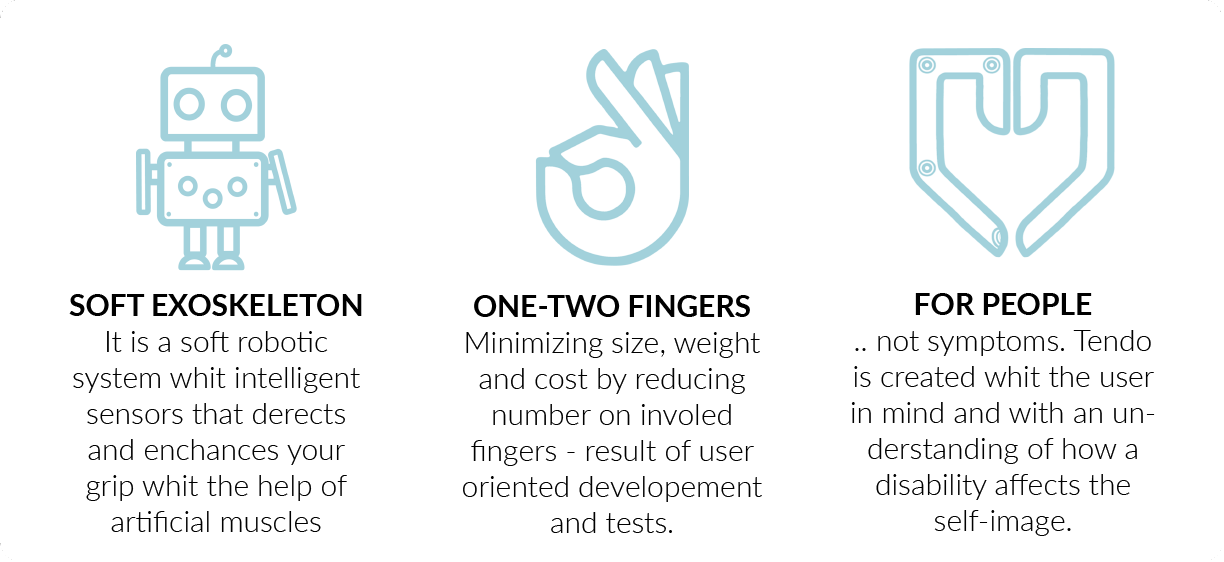 SOFT EXOSKELETON
It is a soft robotic
system whit intelligent
sensors that derects
and enchances your
grip whit the help of
artificial muscles
ONE-TWO FINGERS
Minimizing size, weight
and cost by reducing
number on involed
fingers - result of user
oriented developement
and tests.
FOR PEOPLE
.. not symptoms. Tendo
is created whit the user
in mind and with an un-
derstanding of how a
disability affects the
self-image.